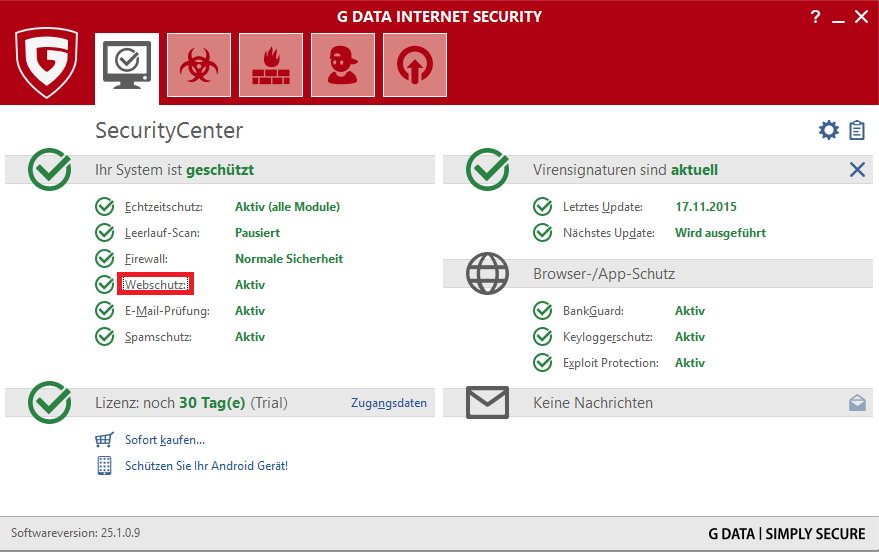 G DATA INTERNET SECURITY
SecurityCenter
Ihr System ist geschützt
Echtzeitschutz: Aktiv (alle Module)
Leerlauf-Scan: Pausiert
Firewall: Normale Sicherheit
Webschutz: Aktiv
E-Mail-Prüfung: Aktiv
Spamschutz: Aktiv
Virensignaturen sind aktuell
Letztes Update: 17.11.2015
Nächstes Update: Wird ausgeführt
Browser-/App-Schutz
BankGuard: Aktiv
Keyloggerschutz: Aktiv
Exploit Protection: Aktiv
Lizenz: noch 30 Tag(e) (Trial) Zugangsdaten
Sofort kaufen...
Schützen Sie Ihr Android Gerät!
Keine Nachrichten
Softwareversion: 25.1.0.9
G DATA | SIMPLY SECURE